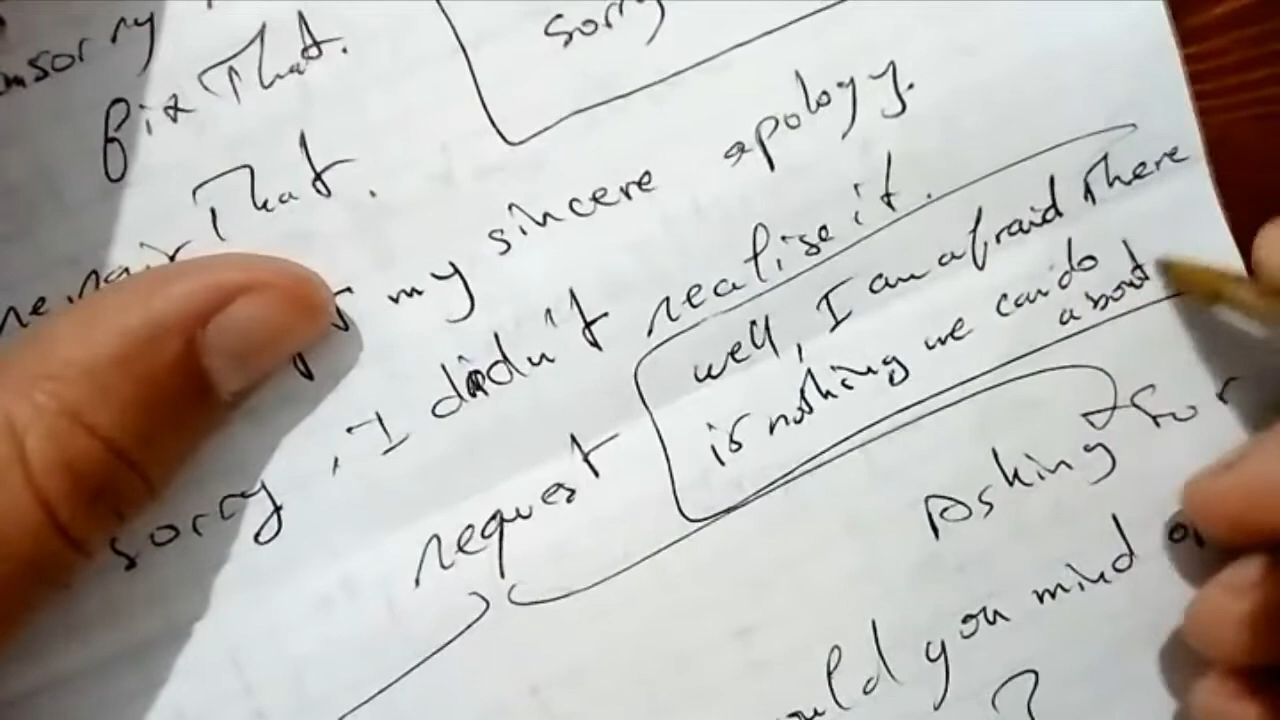 sorry
fix That.
sorry
That.
my sincere apology.
sorry, I didn't realise it.
well, I am afraid There
is nothing we can do
about
request
Asking for
you mind
?